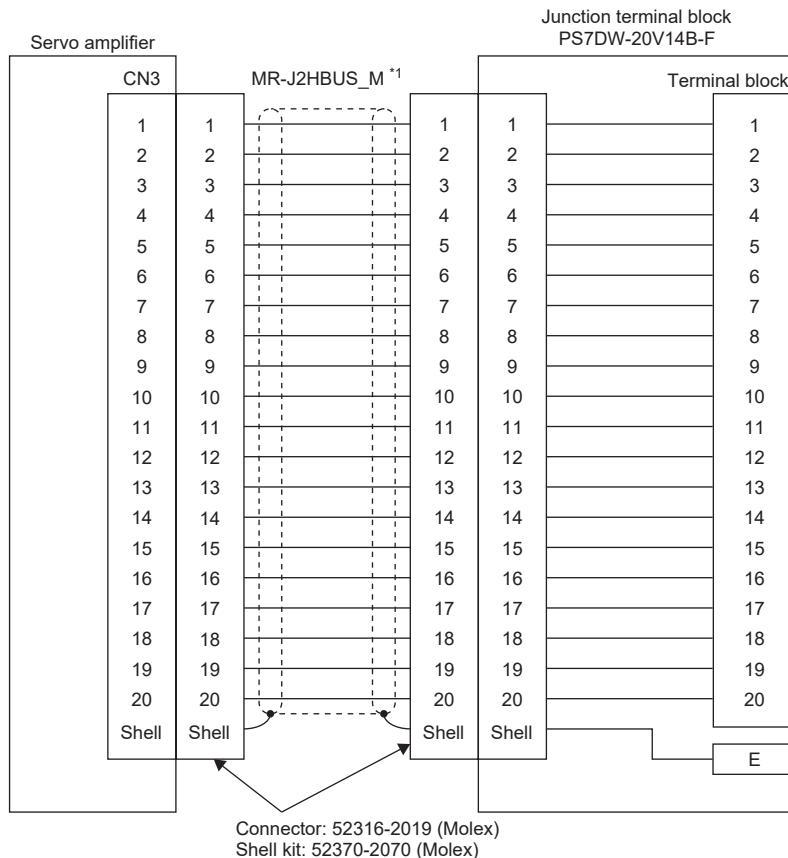 Junction terminal block
Servo amplifier PS7DW-20V14B-F
CN3 MR-J2HBUS_M *1 Terminal block
1 1 1 1 1
2 2 2 2 2
3 3 3 3 3
4 4 4 4 4
5 5 5 5 5
6 6 6 6 6
7 7 7 7 7
8 8 8 8 8
9 9 9 9 9
10 10 10 10 10
11 11 11 11 11
12 12 12 12 12
13 13 13 13 13
14 14 14 14 14
15 15 15 15 15
16 16 16 16 16
17 17 17 17 17
18 18 18 18 18
19 19 19 19 19
20 20 20 20 20
Shell Shell Shell Shell
E
Connector: 52316-2019 (Molex)
Shell kit: 52370-2070 (Molex)